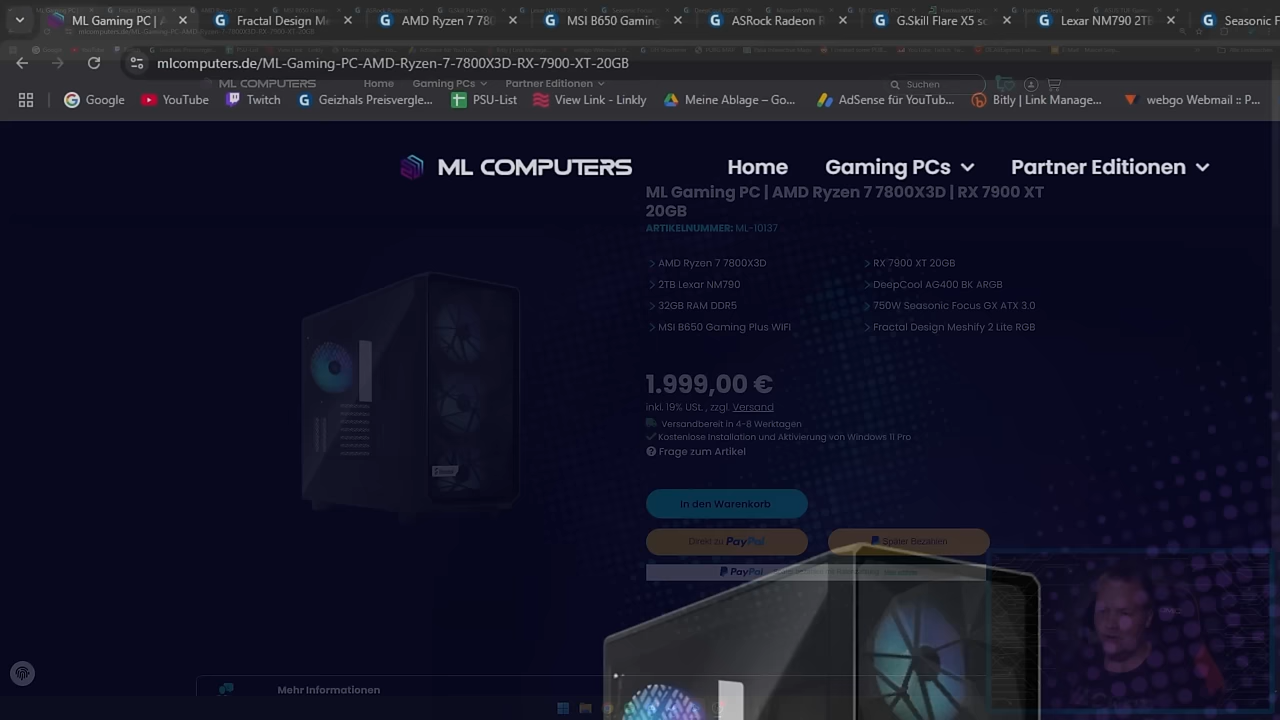 ML Gaming PC |
Fractal Design Me
AMD Ryzen 7 780
MSI B650 Gaming
ASRock Radeon R
G.Skill Flare X5 sc
Lexar NM790 2TB
Seasonic F
mlcomputers.de/ML-Gaming-PC-AMD-Ryzen-7-7800X3D-RX-7900-XT-20GB
ML COMPUTERS
Home
Gaming PCs
Partner Editionen
Suchen
Google
YouTube
Twitch
Geizhals Preisvergle...
PSU-List
View Link - Linkly
Meine Ablage – Go...
AdSense für YouTub...
Bitly | Link Manage...
webgo Webmail :: P...
ML COMPUTERS
Home
Gaming PCs
Partner Editionen
ML Gaming PC | AMD Ryzen 7 7800X3D | RX 7900 XT
20GB
ARTIKELNUMMER: ML-10137
AMD Ryzen 7 7800X3D
RX 7900 XT 20GB
2TB Lexar NM790
DeepCool AG400 BK ARGB
32GB RAM DDR5
750W Seasonic Focus GX ATX 3.0
MSI B650 Gaming Plus WIFI
Fractal Design Meshify 2 Lite RGB
1.999,00 €
inkl. 19% USt. , zzgl. Versand
Versandbereit in 4-8 Werktagen
Kostenlose Installation und Aktivierung von Windows 11 Pro
Frage zum Artikel
In den Warenkorb
Direkt zu PayPal
Später Bezahlen
PayPal
Mehr Informationen